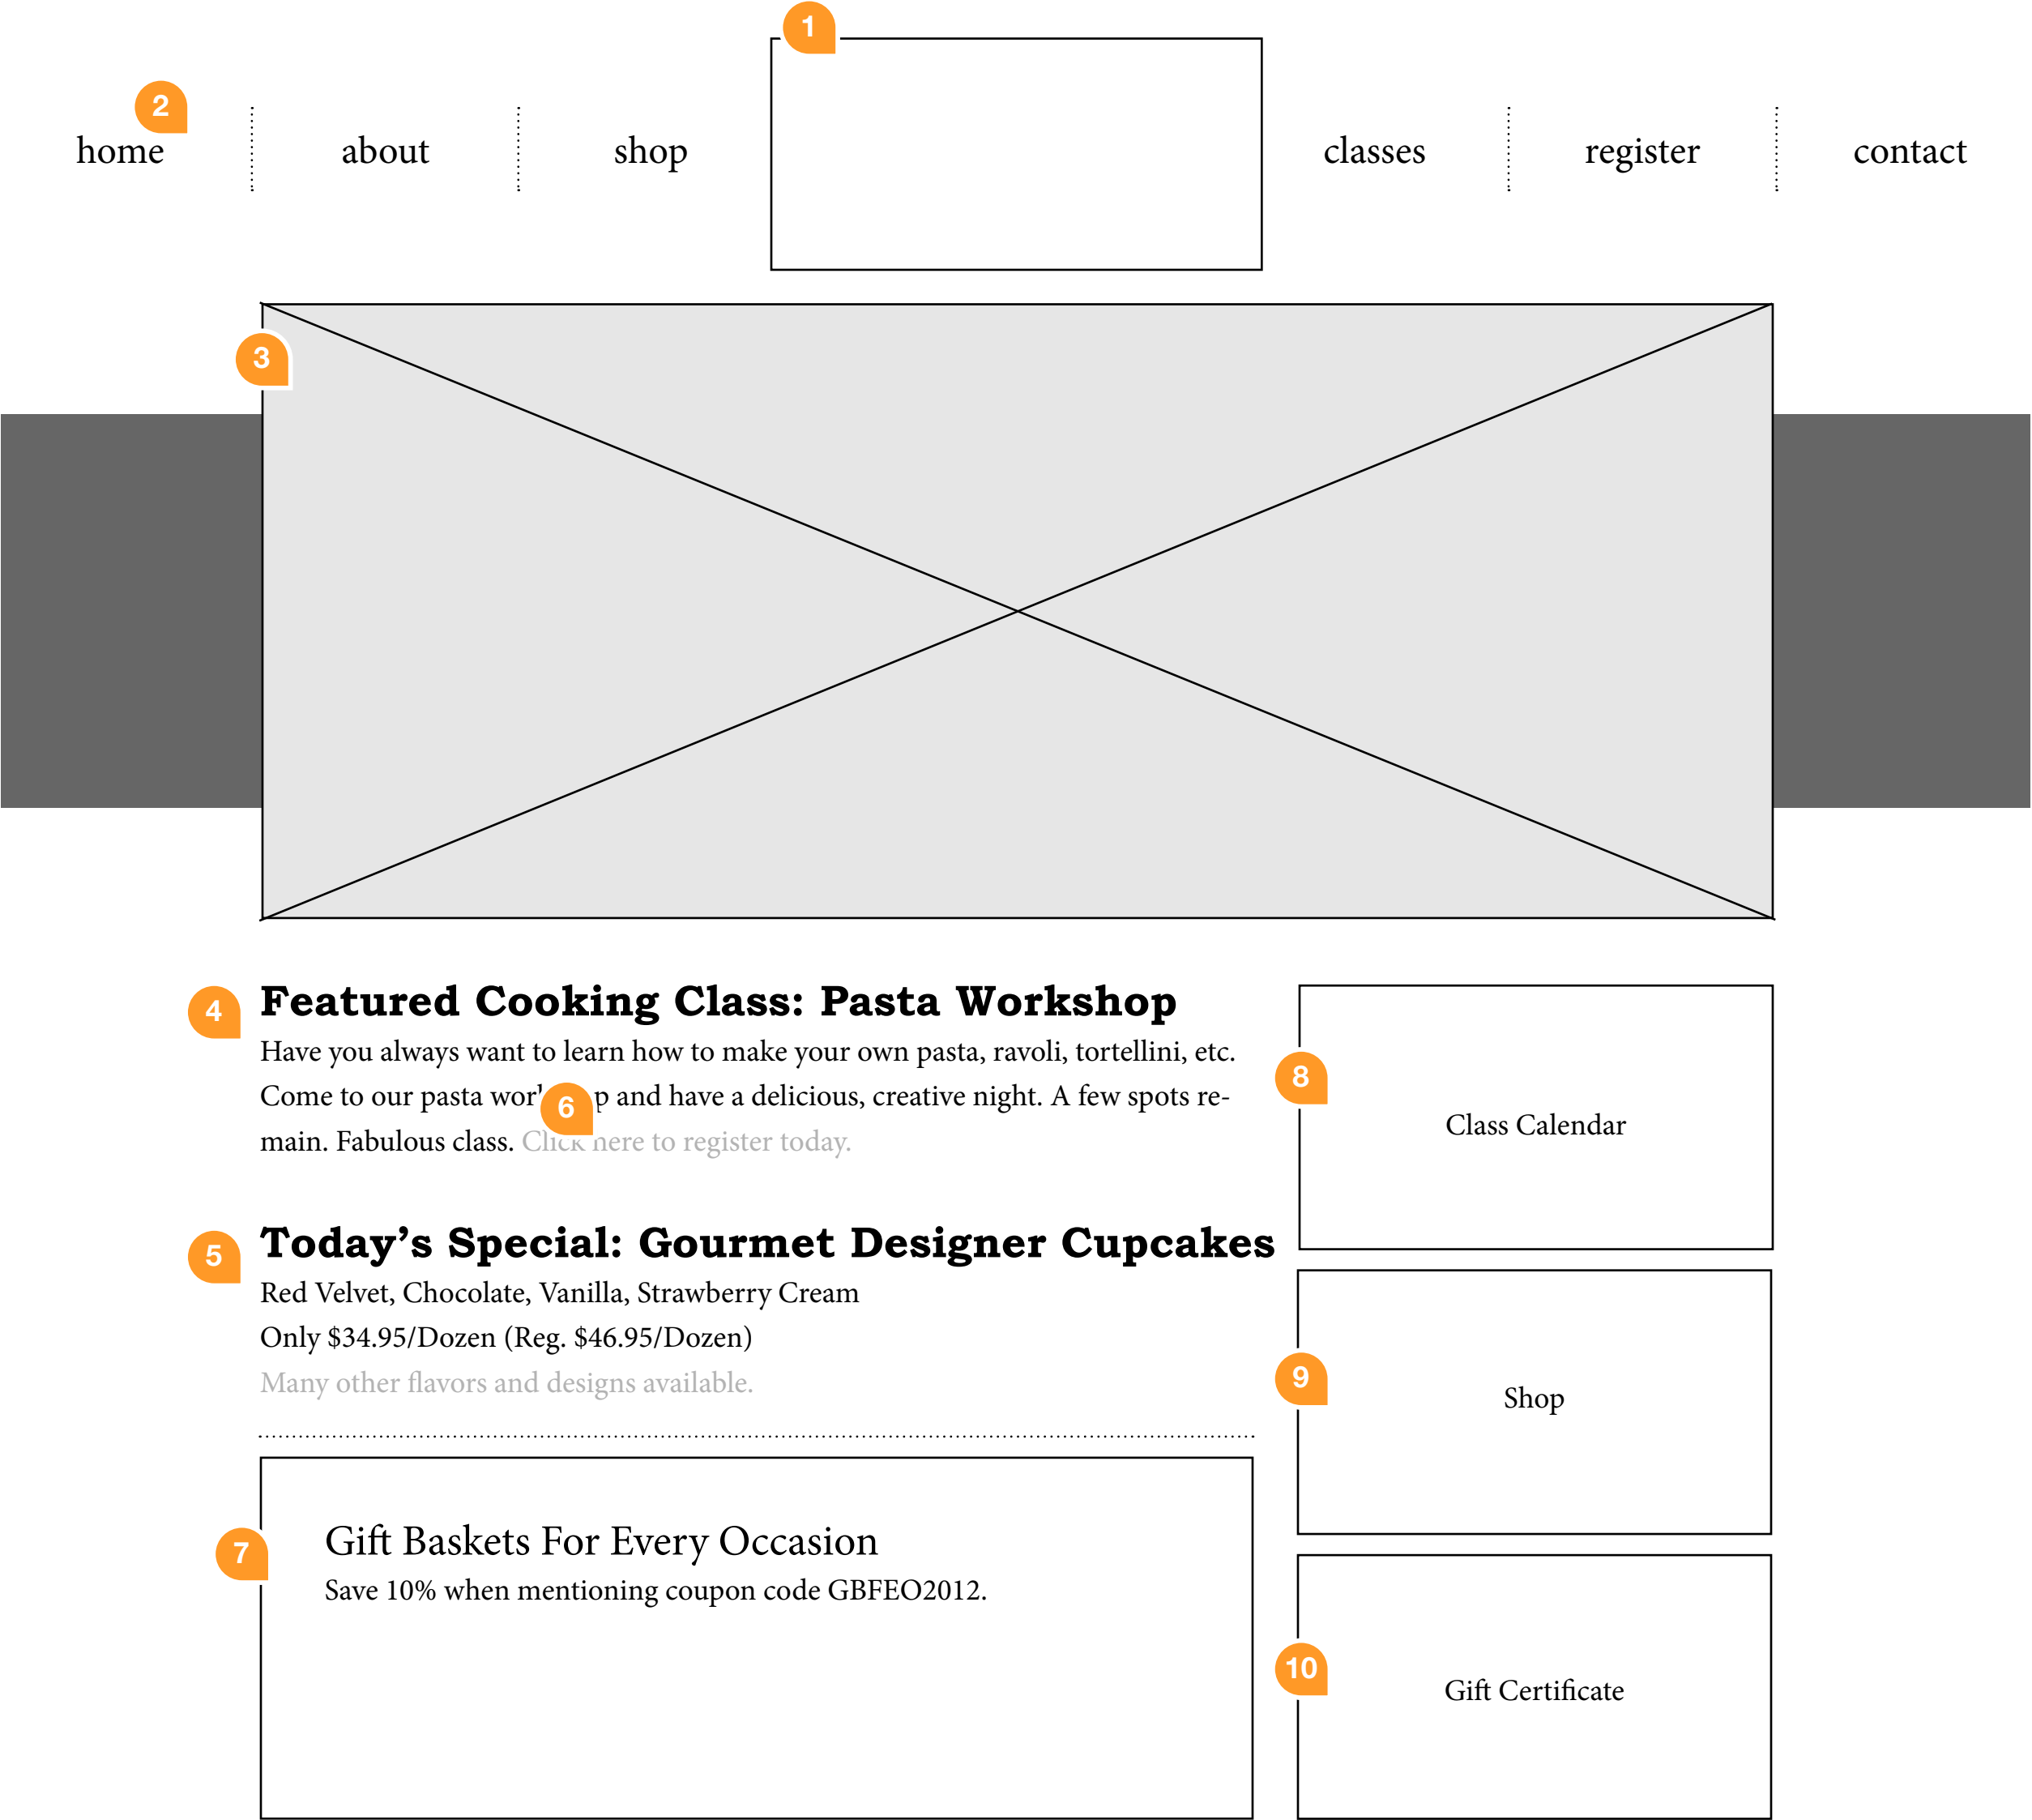 1
2
home
about
shop
classes
register
contact
3
4
Featured Cooking Class: Pasta Workshop
Have you always want to learn how to make your own pasta, ravoli, tortellini, etc.
Come to our pasta and have a delicious, creative night. A few spots re-
6
main. Fabulous class. Click here to register today.
5
Today's Special: Gourmet Designer Cupcakes
Red Velvet, Chocolate, Vanilla, Strawberry Cream
Only $34.95/Dozen (Reg. $46.95/Dozen)
Many other flavors and designs available.
7
Gift Baskets For Every Occasion
Save 10% when mentioning coupon code GBFEO2012.
8
Class Calendar
9
Shop
10
Gift Certificate